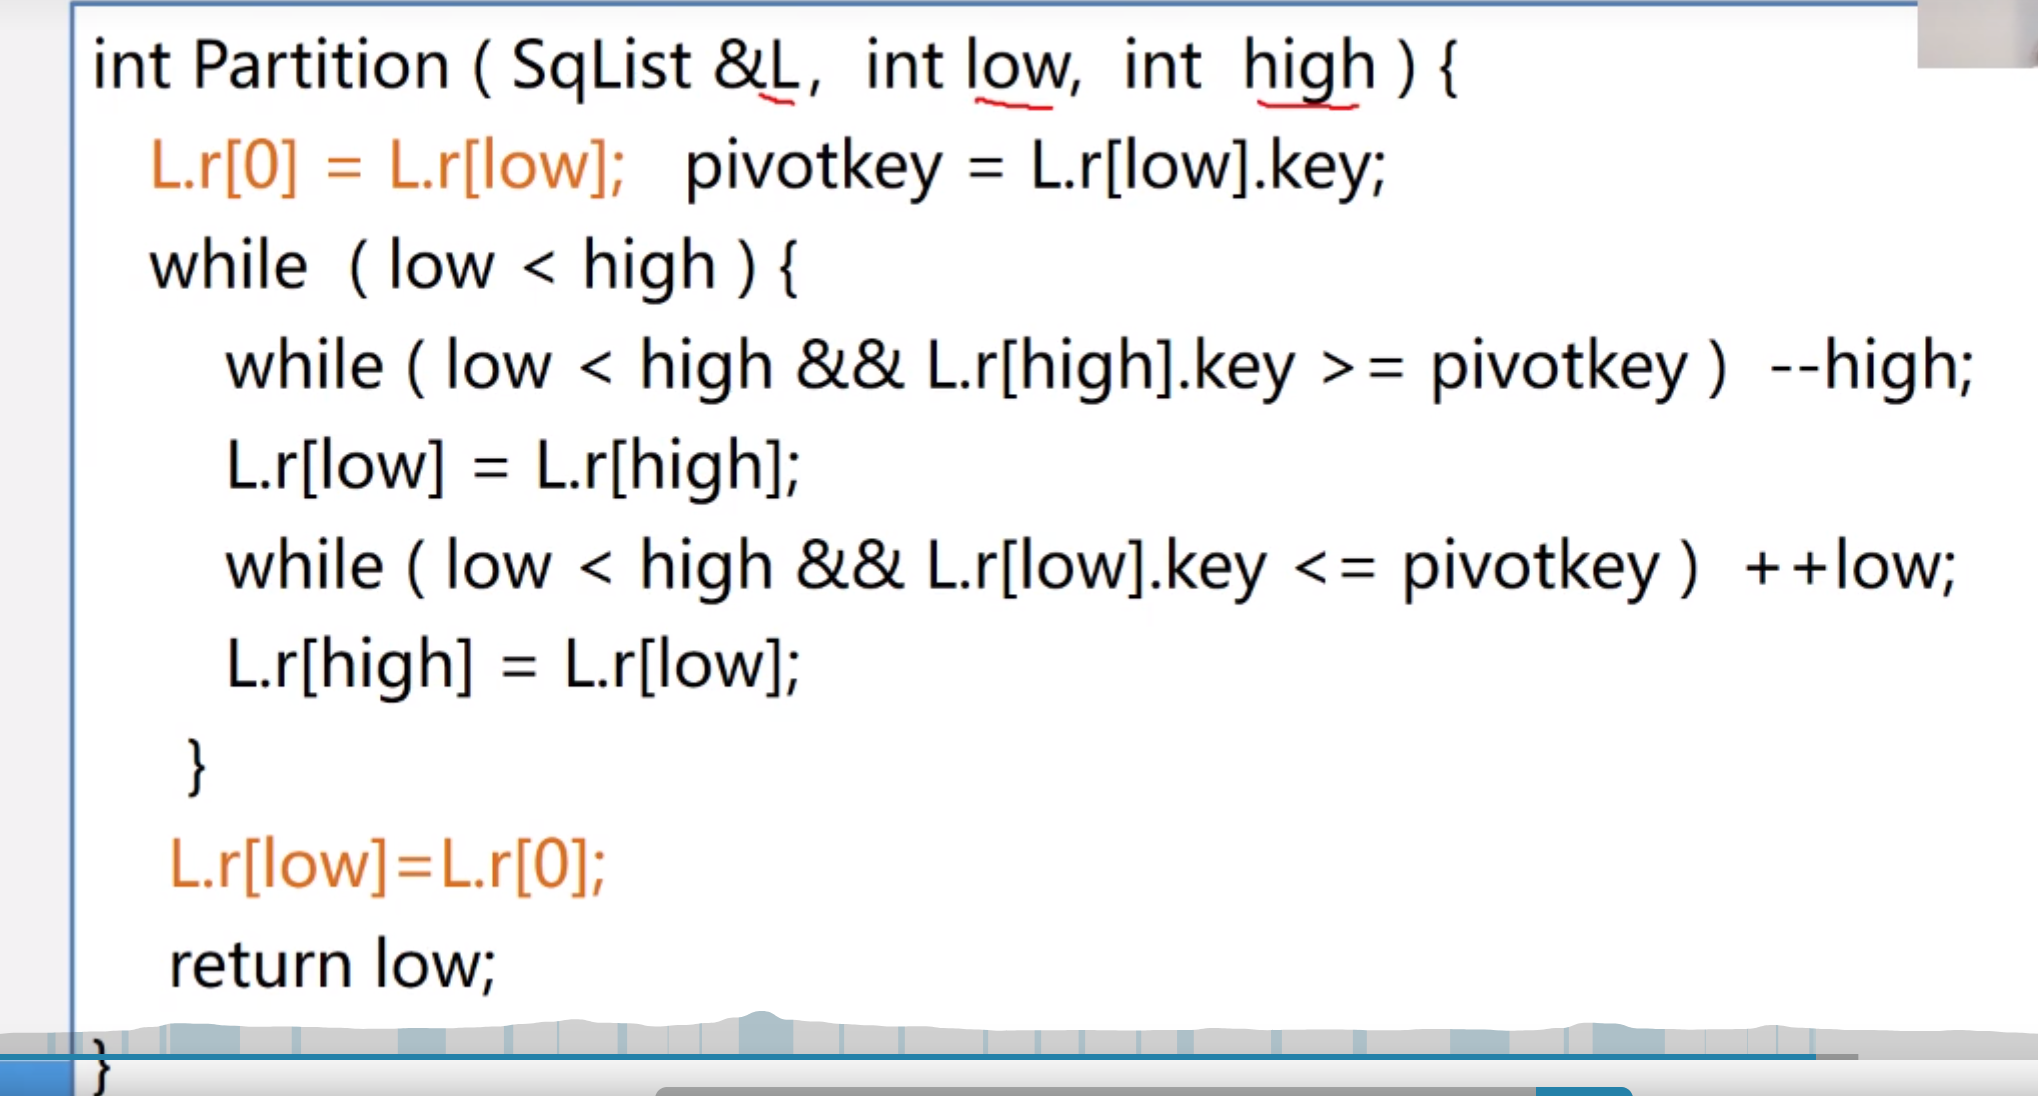 int Partition ( SqList &L, int low, int high ) {
L.r[0] = L.r[low]; pivotkey = L.r[low].key;
while ( low < high ) {
while ( low < high && L.r[high].key >= pivotkey ) --high;
L.r[low] = L.r[high];
while ( low < high && L.r[low].key <= pivotkey ) ++low;
L.r[high] = L.r[low];
}
L.r[low]=L.r[0];
return low;
}